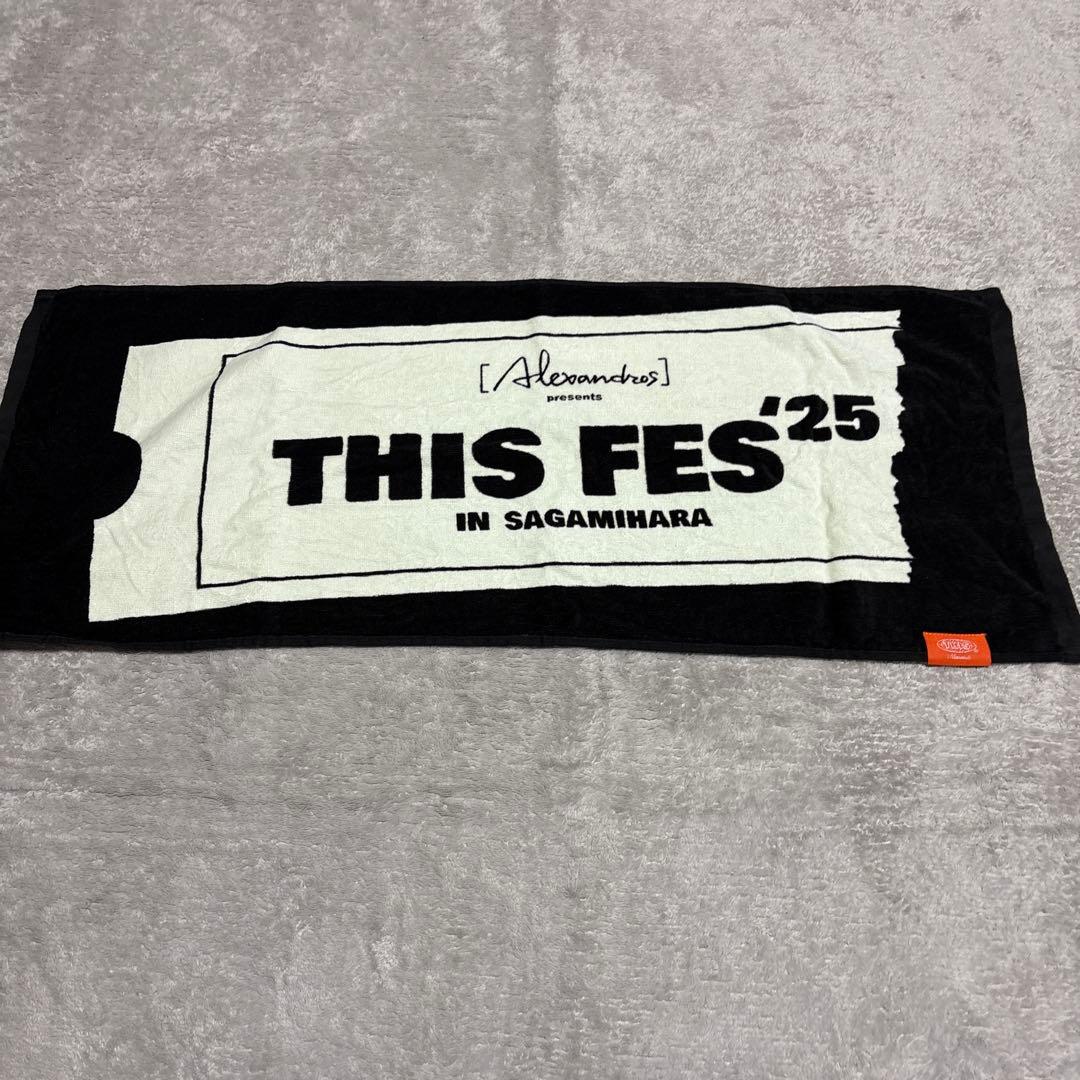 [Alexandros]
presents
THIS FES '25
IN SAGAMIHARA